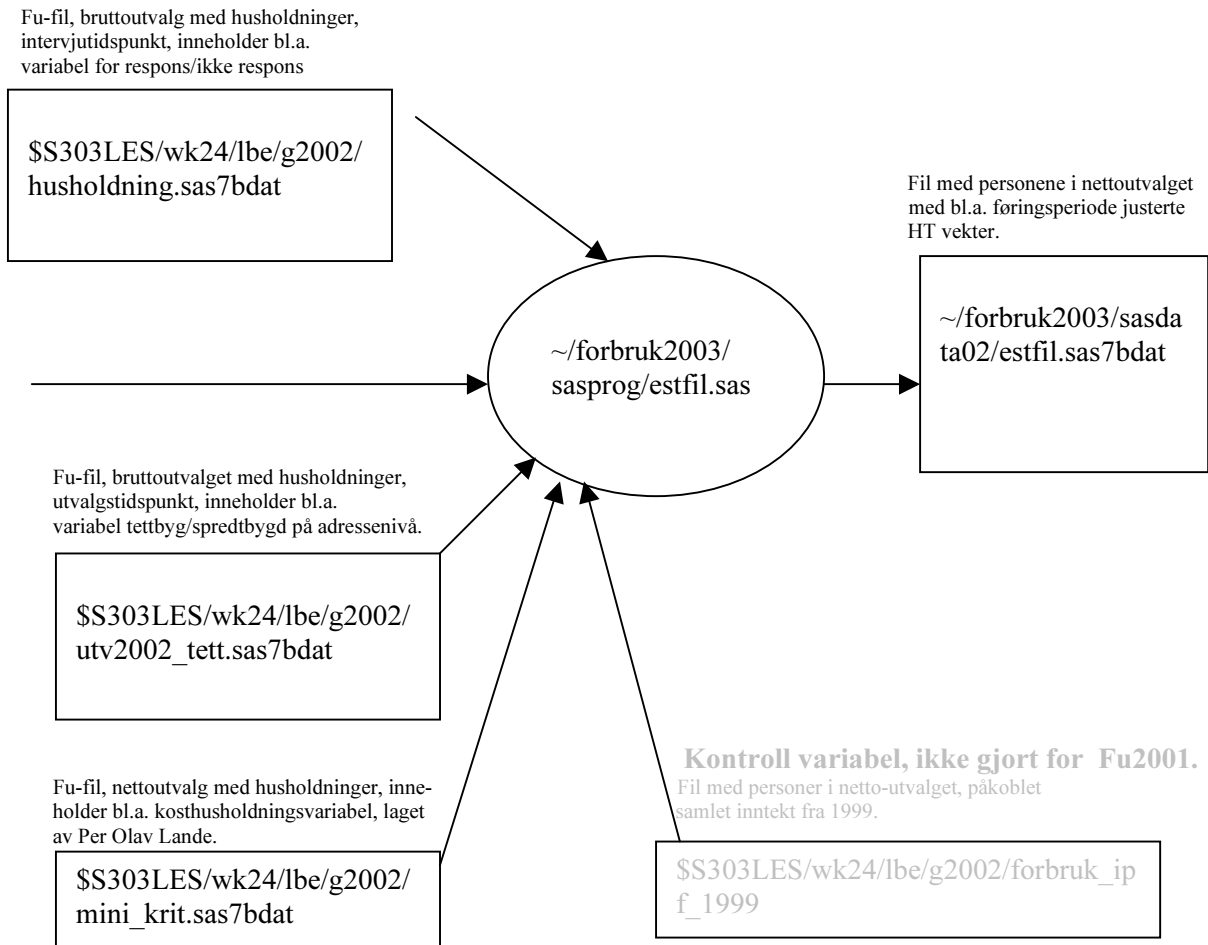 Fu-fil, bruttoutvalg med husholdninger,
intervjutidspunkt, inneholder bl.a.
variabel for respons/ikke respons
$S303LES/wk24/lbe/g2002/
husholdning.sas7bdat
Fil med personene i nettoutvalget
med bl.a. føringsperiode justerte
HT vekter.
~/forbruk2003/sasda
ta02/estfil.sas7bdat
~/forbruk2003/
sasprog/estfil.sas
Fu-fil, bruttoutvalget med husholdninger,
utvalgstidspunkt, inneholder bl.a.
variabel tettbyg/spredtbygd på adressenivå.
$S303LES/wk24/lbe/g2002/
utv2002_tett.sas7bdat
Fu-fil, nettoutvalg med husholdninger, inne-
holder bl.a. kosthusholdningsvariabel, laget
av Per Olav Lande.
$S303LES/wk24/lbe/g2002/
mini_krit.sas7bdat
Kontroll variabel, ikke gjort for  Fu2001.
Fil med personer i netto-utvalget, påkoblet
samlet inntekt fra 1999.
$S303LES/wk24/lbe/g2002/forbruk_ip
f_1999